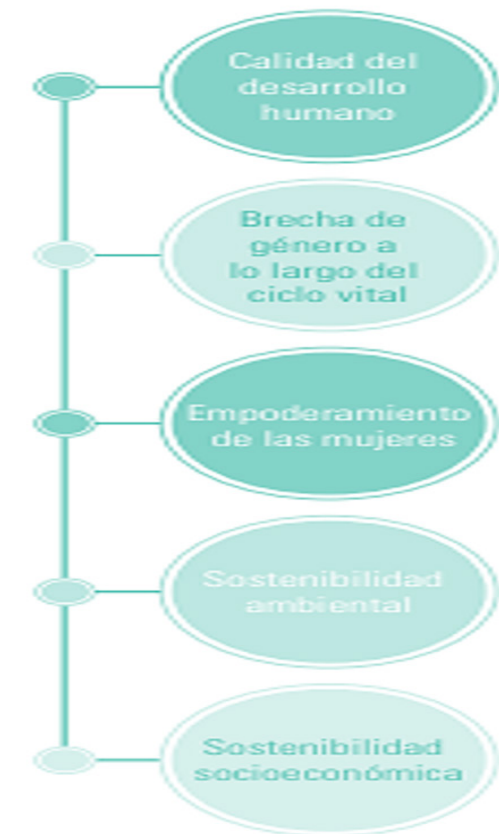 Calidad del
desarrollo
humano
Brecha de
género a
lo largo del
ciclo vital
Empoderamiento
de las mujeres
Sostenibilidad
ambiental
Sostenibilidad
socioeconómica